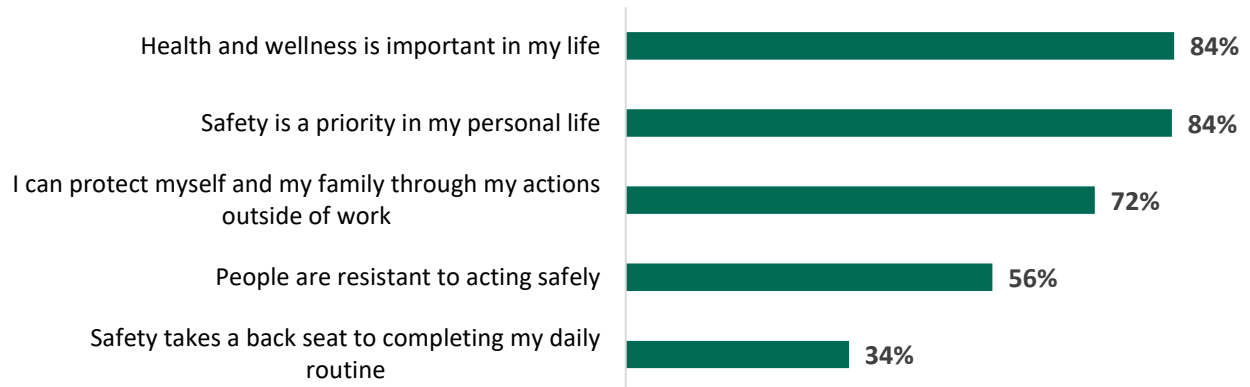 Health and wellness is important in my life
84%
Safety is a priority in my personal life
84%
I can protect myself and my family through my actions
outside of work
72%
People are resistant to acting safely
56%
Safety takes a back seat to completing my daily
routine
34%